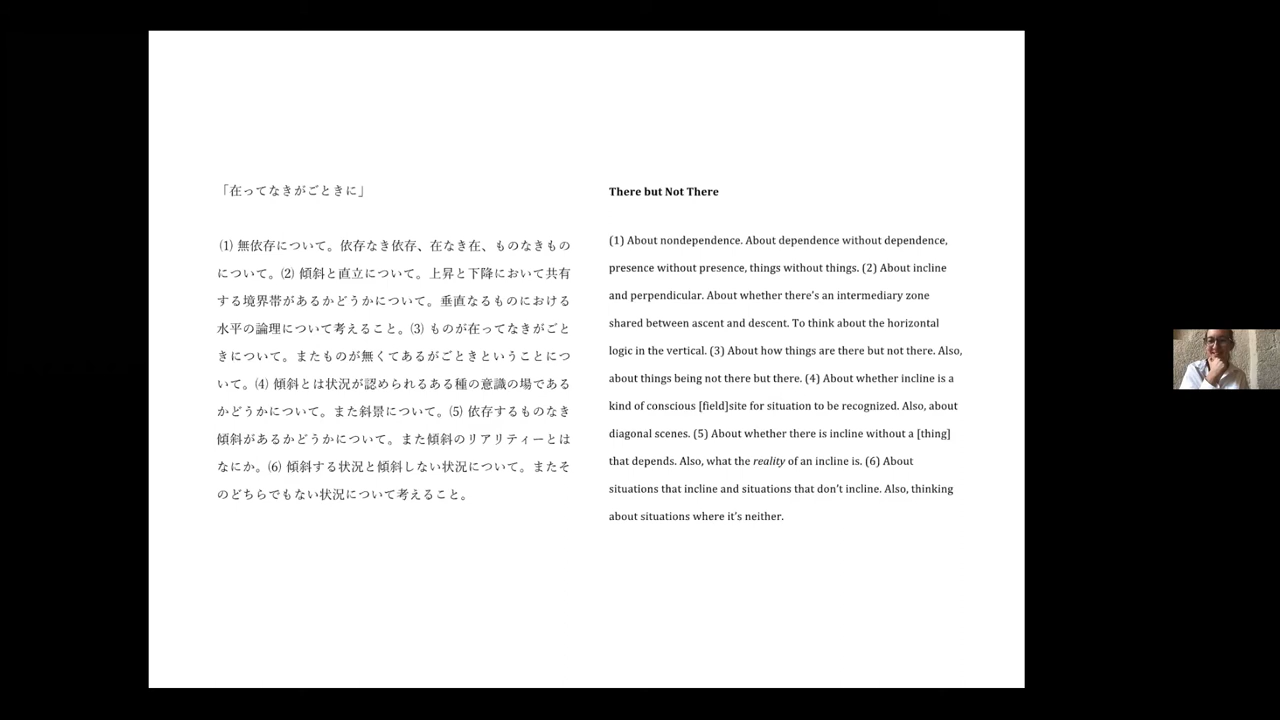 「在ってなきがごときに」
⑴ 無依存について。依存なき依存、在なき在、ものなきもの
について。⑵ 傾斜と直立について。上昇と下降において共有
する境界帯があるかどうかについて。垂直なるものにおける
水平の論理について考えること。⑶ ものが在ってなきがごと
きについて。またものが無くてあるがごときということにつ
いて。⑷ 傾斜とは状況が認められるある種の意識の場である
かどうかについて。また斜景について。⑸ 依存するものなき
傾斜があるかどうかについて。また傾斜のリアリティーとは
なにか。⑹ 傾斜する状況と傾斜しない状況について。またそ
のどちらでもない状況について考えること。
There but Not There
(1) About nondependence. About dependence without dependence,
presence without presence, things without things. (2) About incline
and perpendicular. About whether there's an intermediary zone
shared between ascent and descent. To think about the horizontal
logic in the vertical. (3) About how things are there but not there. Also,
about things being not there but there. (4) About whether incline is a
kind of conscious [field]site for situation to be recognized. Also, about
diagonal scenes. (5) About whether there is incline without a [thing]
that depends. Also, what the reality of an incline is. (6) About
situations that incline and situations that don't incline. Also, thinking
about situations where it's neither.